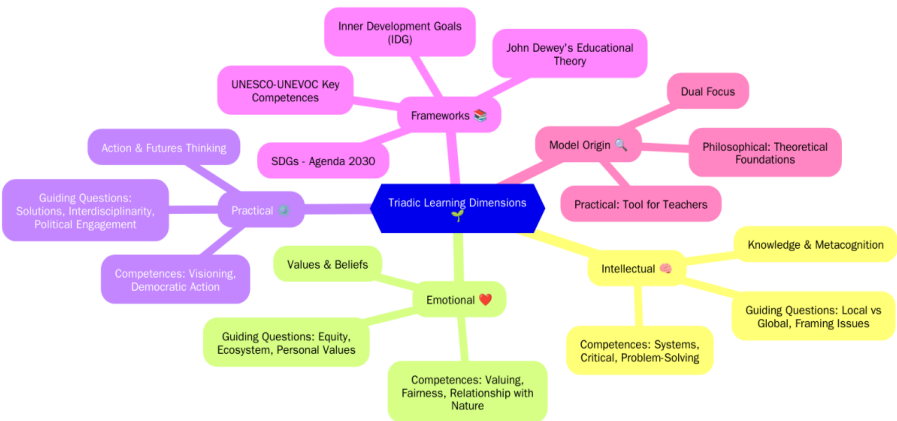 Triadic Learning Dimensions
🌱
Frameworks 📚
Inner Development Goals
(IDG)
John Dewey's Educational
Theory
UNESCO-UNEVOC Key
Competences
SDGs - Agenda 2030
Model Origin 🔍
Dual Focus
Philosophical: Theoretical
Foundations
Practical: Tool for Teachers
Intellectual 🧠
Knowledge & Metacognition
Guiding Questions: Local vs
Global, Framing Issues
Competences: Systems,
Critical, Problem-Solving
Emotional ❤️
Values & Beliefs
Guiding Questions: Equity,
Ecosystem, Personal Values
Competences: Valuing,
Fairness, Relationship with
Nature
Practical ⚙️
Action & Futures Thinking
Guiding Questions:
Solutions, Interdisciplinarity,
Political Engagement
Competences: Visioning,
Democratic Action